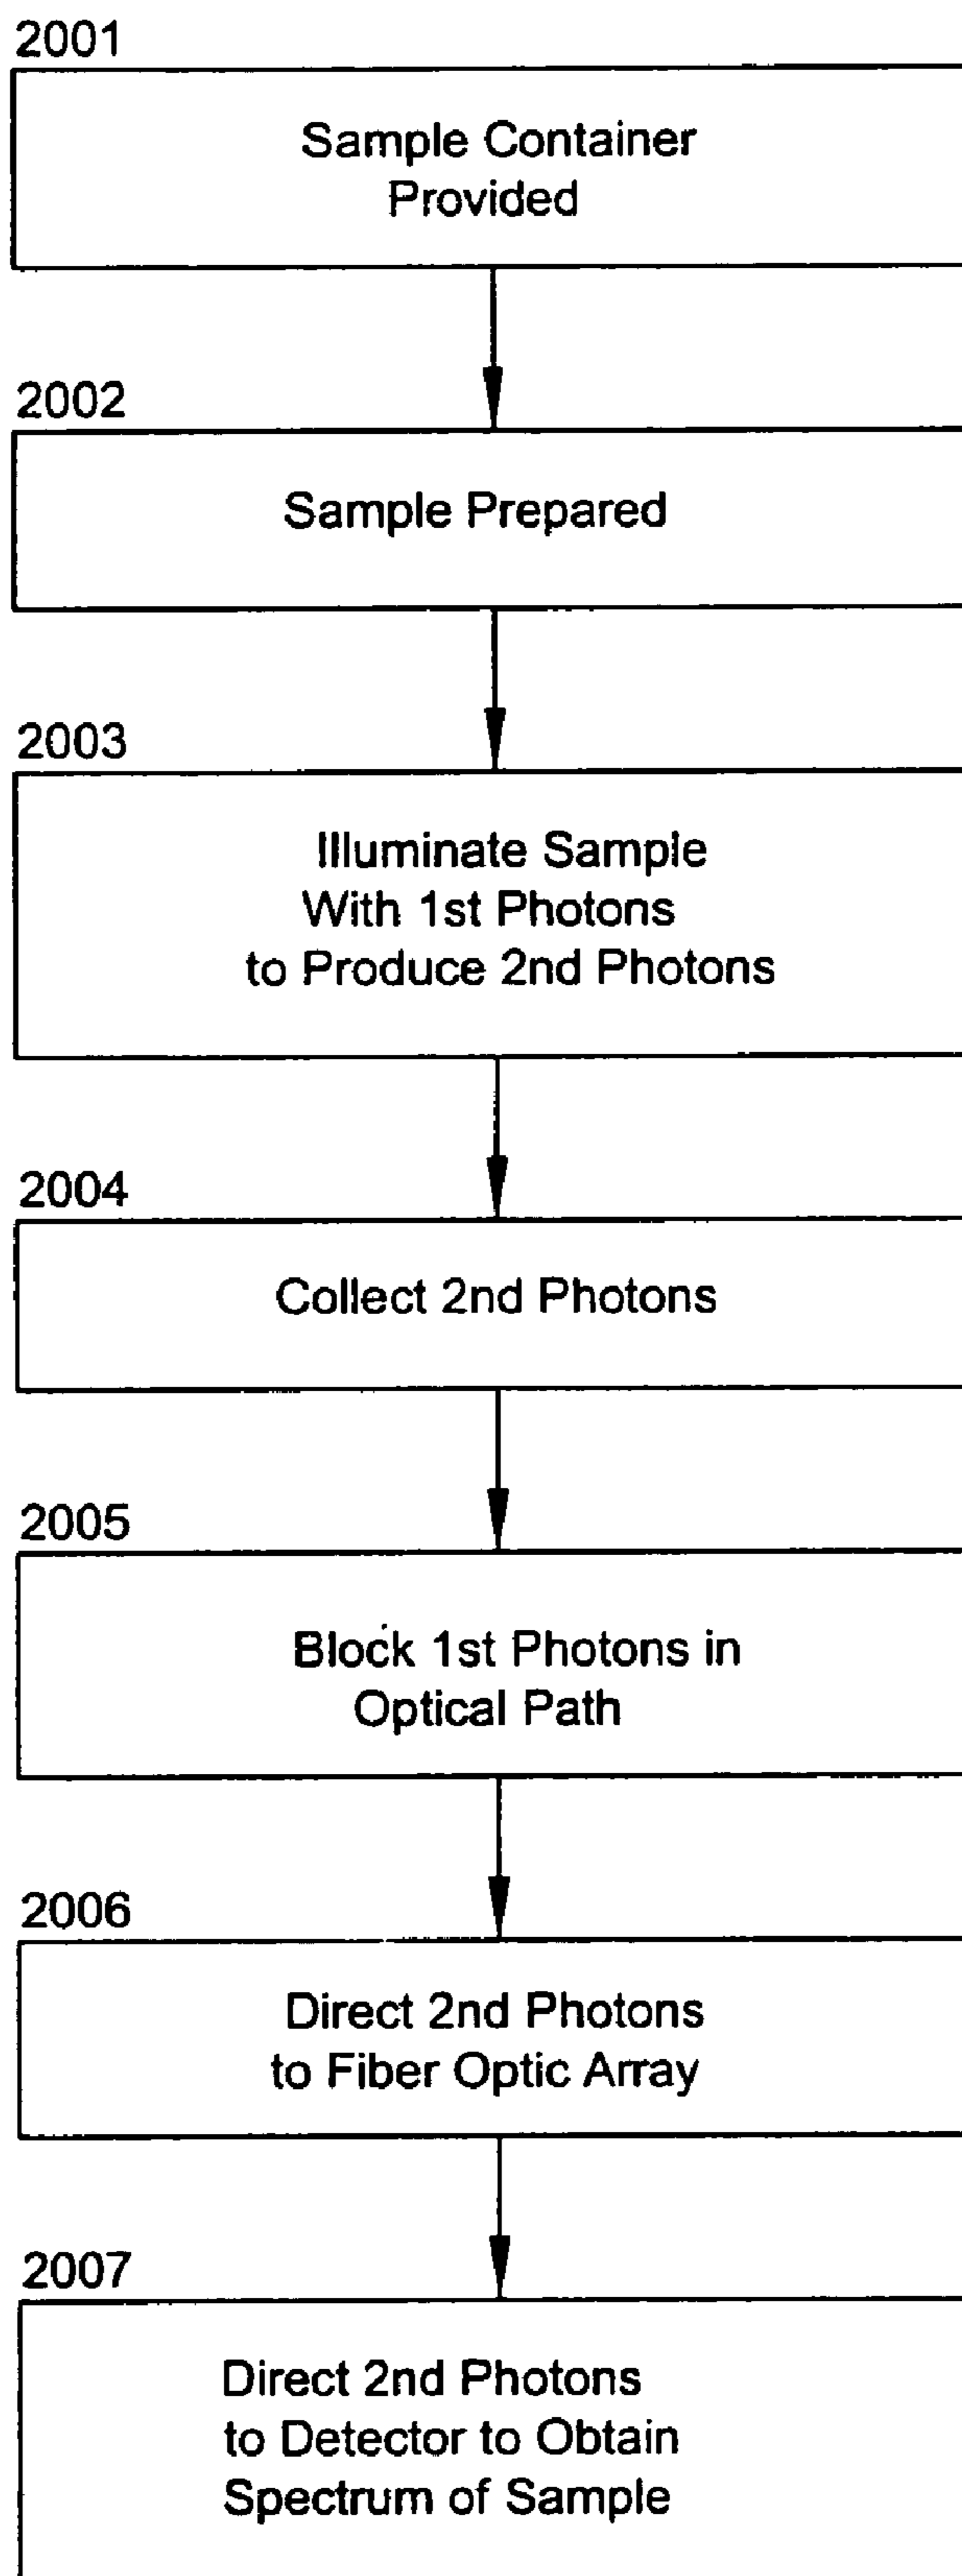 2001
Sample Container
Provided
2002
Sample Prepared
2003
Illuminate Sample
With 1st Photons
to Produce 2nd Photons
2004
Collect 2nd Photons
2005
Block 1st Photons in
Optical Path
2006
Direct 2nd Photons
to Fiber Optic Array
2007
Direct 2nd Photons
to Detector to Obtain
Spectrum of Sample